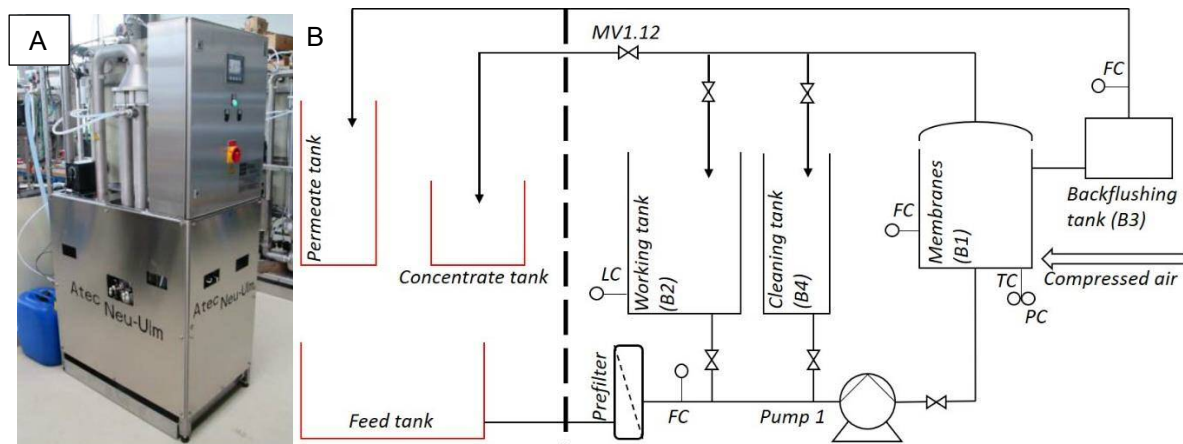 A
Atec
Neu-Ulm
Atec
Neu-Ulm
B
MV1.12
FC
Permeate tank
Concentrate tank
LC
Working tank
(B2)
Cleaning tank
(B4)
FC
Membranes
(B1)
Backflushing
tank (B3)
Compressed air
TC
PC
Feed tank
Prefilter
FC
Pump 1